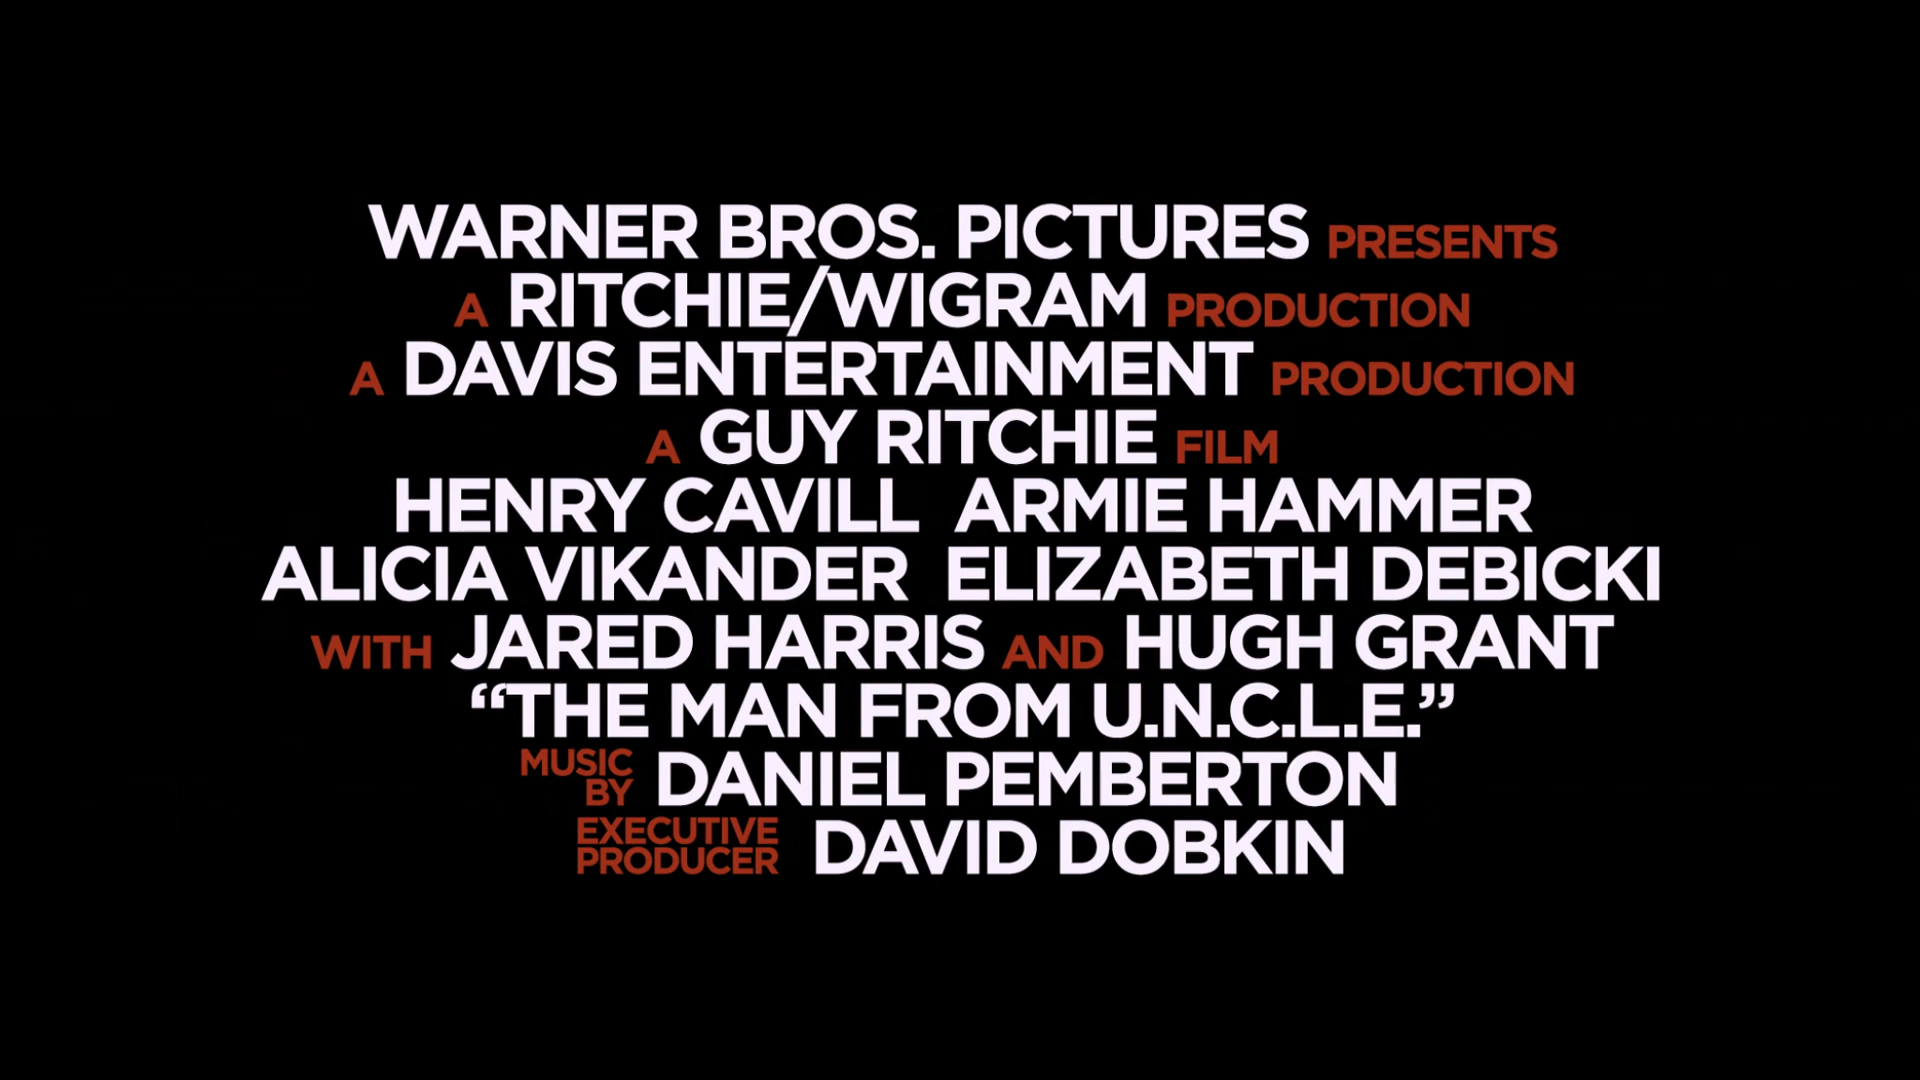 WARNER BROS. PICTURES PRESENTS
A RITCHIE/WIGRAM PRODUCTION
A DAVIS ENTERTAINMENT PRODUCTION
A GUY RITCHIE FILM
HENRY CAVILL ARMIE HAMMER
ALICIA VIKANDER ELIZABETH DEBICKI
WITH JARED HARRIS AND HUGH GRANT
“THE MAN FROM U.N.C.L.E.”
MUSIC BY DANIEL PEMBERTON
EXECUTIVE PRODUCER DAVID DOBKIN